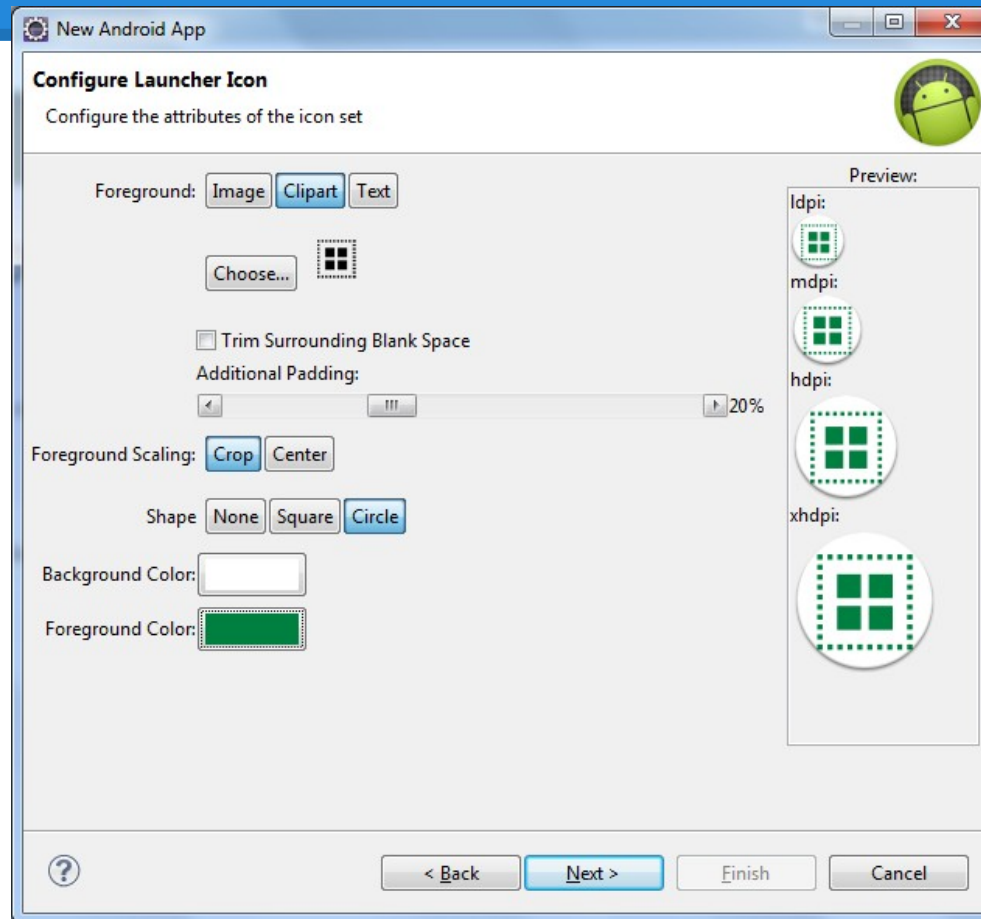 New Android App
Configure Launcher Icon
Configure the attributes of the icon set
Foreground: Image Clipart Text
Choose...
Trim Surrounding Blank Space
Additional Padding:
20%
Foreground Scaling: Crop Center
Shape None Square Circle
Background Color:
Foreground Color:
Preview:
ldpi:
mdpi:
hdpi:
xhdpi:
? < Back Next > Finish Cancel